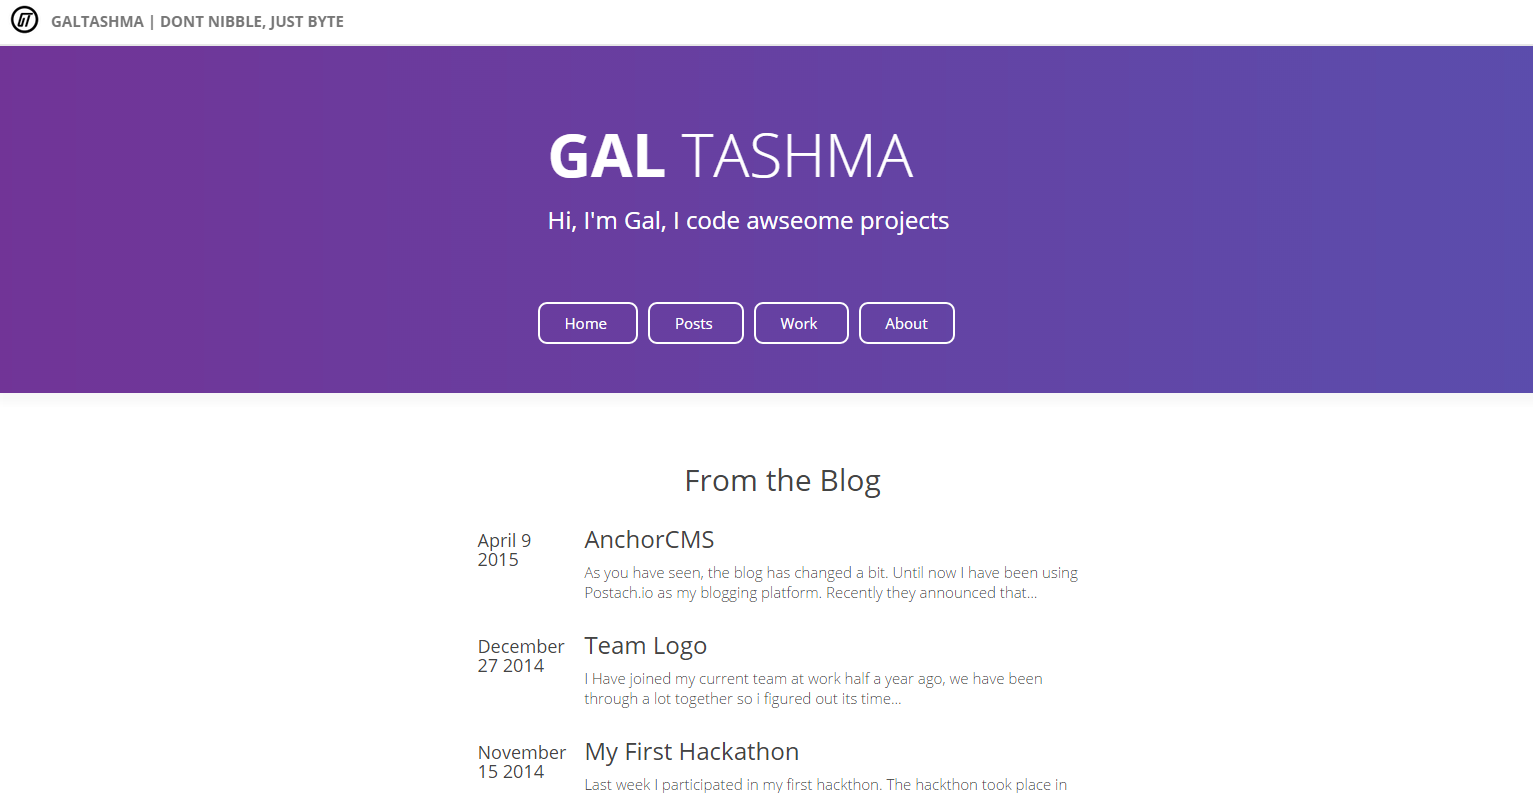 GT GALTASHMA | DONT NIBBLE, JUST BYTE
GAL TASHMA
Hi, I'm Gal, I code awseome projects
Home Posts Work About
From the Blog
April 9
2015
AnchorCMS
As you have seen, the blog has changed a bit. Until now I have been using
Postach.io as my blogging platform. Recently they announced that...
December
27 2014
Team Logo
I Have joined my current team at work half a year ago, we have been
through a lot together so i figured out its time...
November
15 2014
My First Hackathon
Last week I participated in my first hackthon. The hackthon took place in